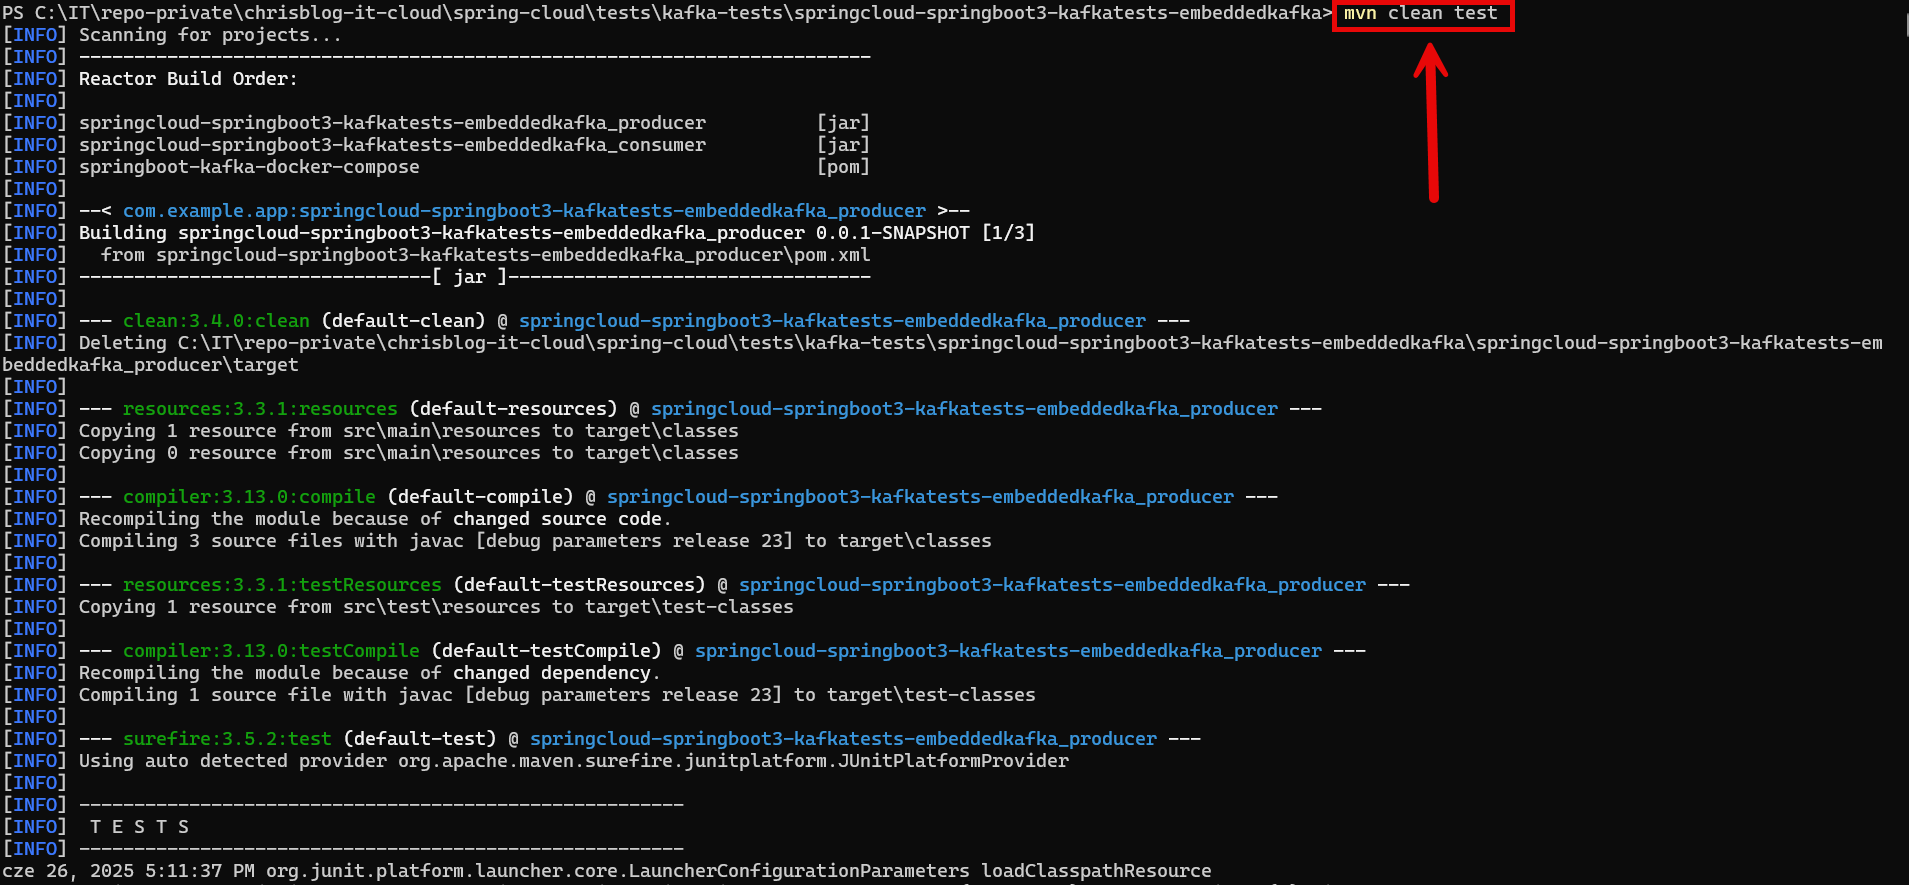 PS C:\IT\repo-private\chrisblog-it-cloud\spring-cloud\tests\kafka-tests\springcloud-springboot3-kafkatests-embeddedkafka> mvn clean test
[INFO] Scanning for projects...
[INFO] ------------------------------------------------------------------------
[INFO] Reactor Build Order:
[INFO]
[INFO] springcloud-springboot3-kafkatests-embeddedkafka_producer          [jar]
[INFO] springcloud-springboot3-kafkatests-embeddedkafka_consumer          [jar]
[INFO] springboot-kafka-docker-compose                                    [pom]
[INFO]
[INFO] --< com.example.app:springcloud-springboot3-kafkatests-embeddedkafka_producer >--
[INFO] Building springcloud-springboot3-kafkatests-embeddedkafka_producer 0.0.1-SNAPSHOT [1/3]
[INFO]   from springcloud-springboot3-kafkatests-embeddedkafka_producer\pom.xml
[INFO] --------------------------------[ jar ]---------------------------------
[INFO]
[INFO] --- clean:3.4.0:clean (default-clean) @ springcloud-springboot3-kafkatests-embeddedkafka_producer ---
[INFO] Deleting C:\IT\repo-private\chrisblog-it-cloud\spring-cloud\tests\kafka-tests\springcloud-springboot3-kafkatests-embeddedkafka\springcloud-springboot3-kafkatests-em
beddedkafka_producer\target
[INFO]
[INFO] --- resources:3.3.1:resources (default-resources) @ springcloud-springboot3-kafkatests-embeddedkafka_producer ---
[INFO] Copying 1 resource from src\main\resources to target\classes
[INFO] Copying 0 resource from src\main\resources to target\classes
[INFO]
[INFO] --- compiler:3.13.0:compile (default-compile) @ springcloud-springboot3-kafkatests-embeddedkafka_producer ---
[INFO] Recompiling the module because of changed source code.
[INFO] Compiling 3 source files with javac [debug parameters release 23] to target\classes
[INFO]
[INFO] --- resources:3.3.1:testResources (default-testResources) @ springcloud-springboot3-kafkatests-embeddedkafka_producer ---
[INFO] Copying 1 resource from src\test\resources to target\test-classes
[INFO]
[INFO] --- compiler:3.13.0:testCompile (default-testCompile) @ springcloud-springboot3-kafkatests-embeddedkafka_producer ---
[INFO] Recompiling the module because of changed dependency.
[INFO] Compiling 1 source file with javac [debug parameters release 23] to target\test-classes
[INFO]
[INFO] --- surefire:3.5.2:test (default-test) @ springcloud-springboot3-kafkatests-embeddedkafka_producer ---
[INFO] Using auto detected provider org.apache.maven.surefire.junitplatform.JUnitPlatformProvider
[INFO]
[INFO] -------------------------------------------------------
[INFO]  T E S T S
[INFO] -------------------------------------------------------
cze 26, 2025 5:11:37 PM org.junit.platform.launcher.core.LauncherConfigurationParameters loadClasspathResource